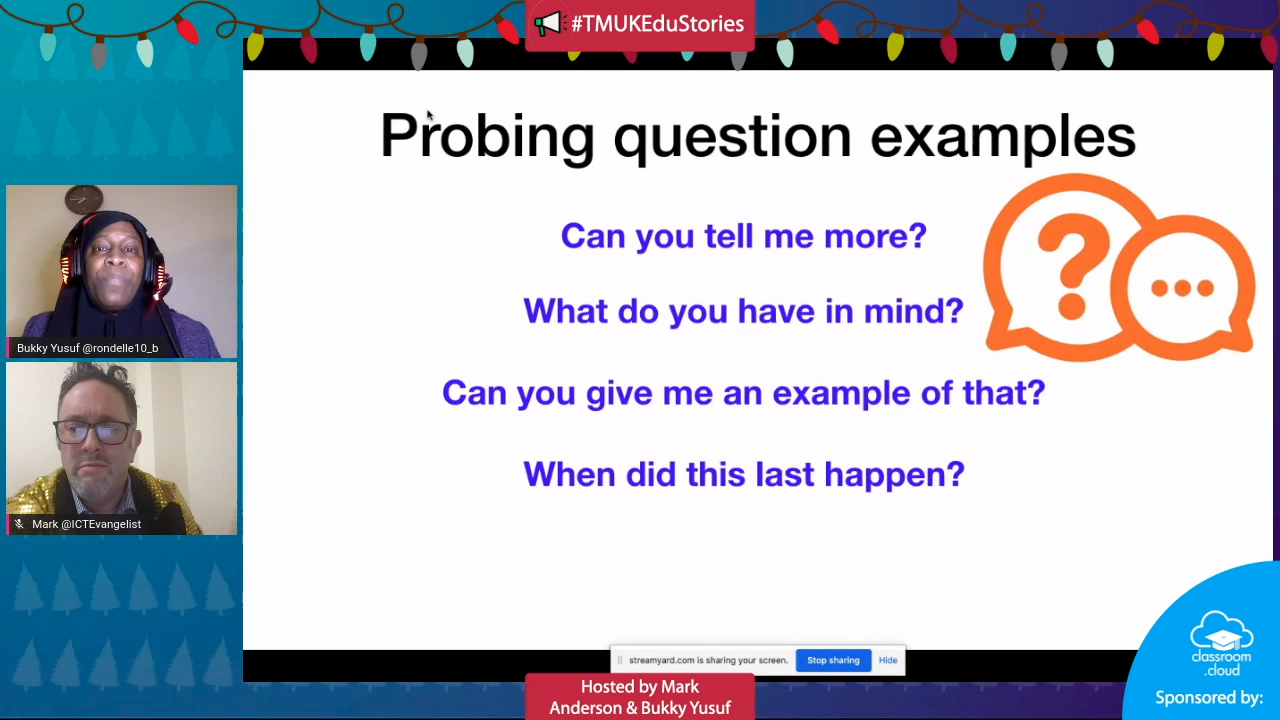 #TMUKEduStories
Probing question examples
Can you tell me more?
What do you have in mind?
Can you give me an example of that?
When did this last happen?
Bukky Yusuf @rondelle10_b
Mark @ICTEvangelist
streamyard.com is sharing your screen.
Stop sharing
Hide
Hosted by Mark
Anderson & Bukky Yusuf
classroom
.cloud
Sponsored by: